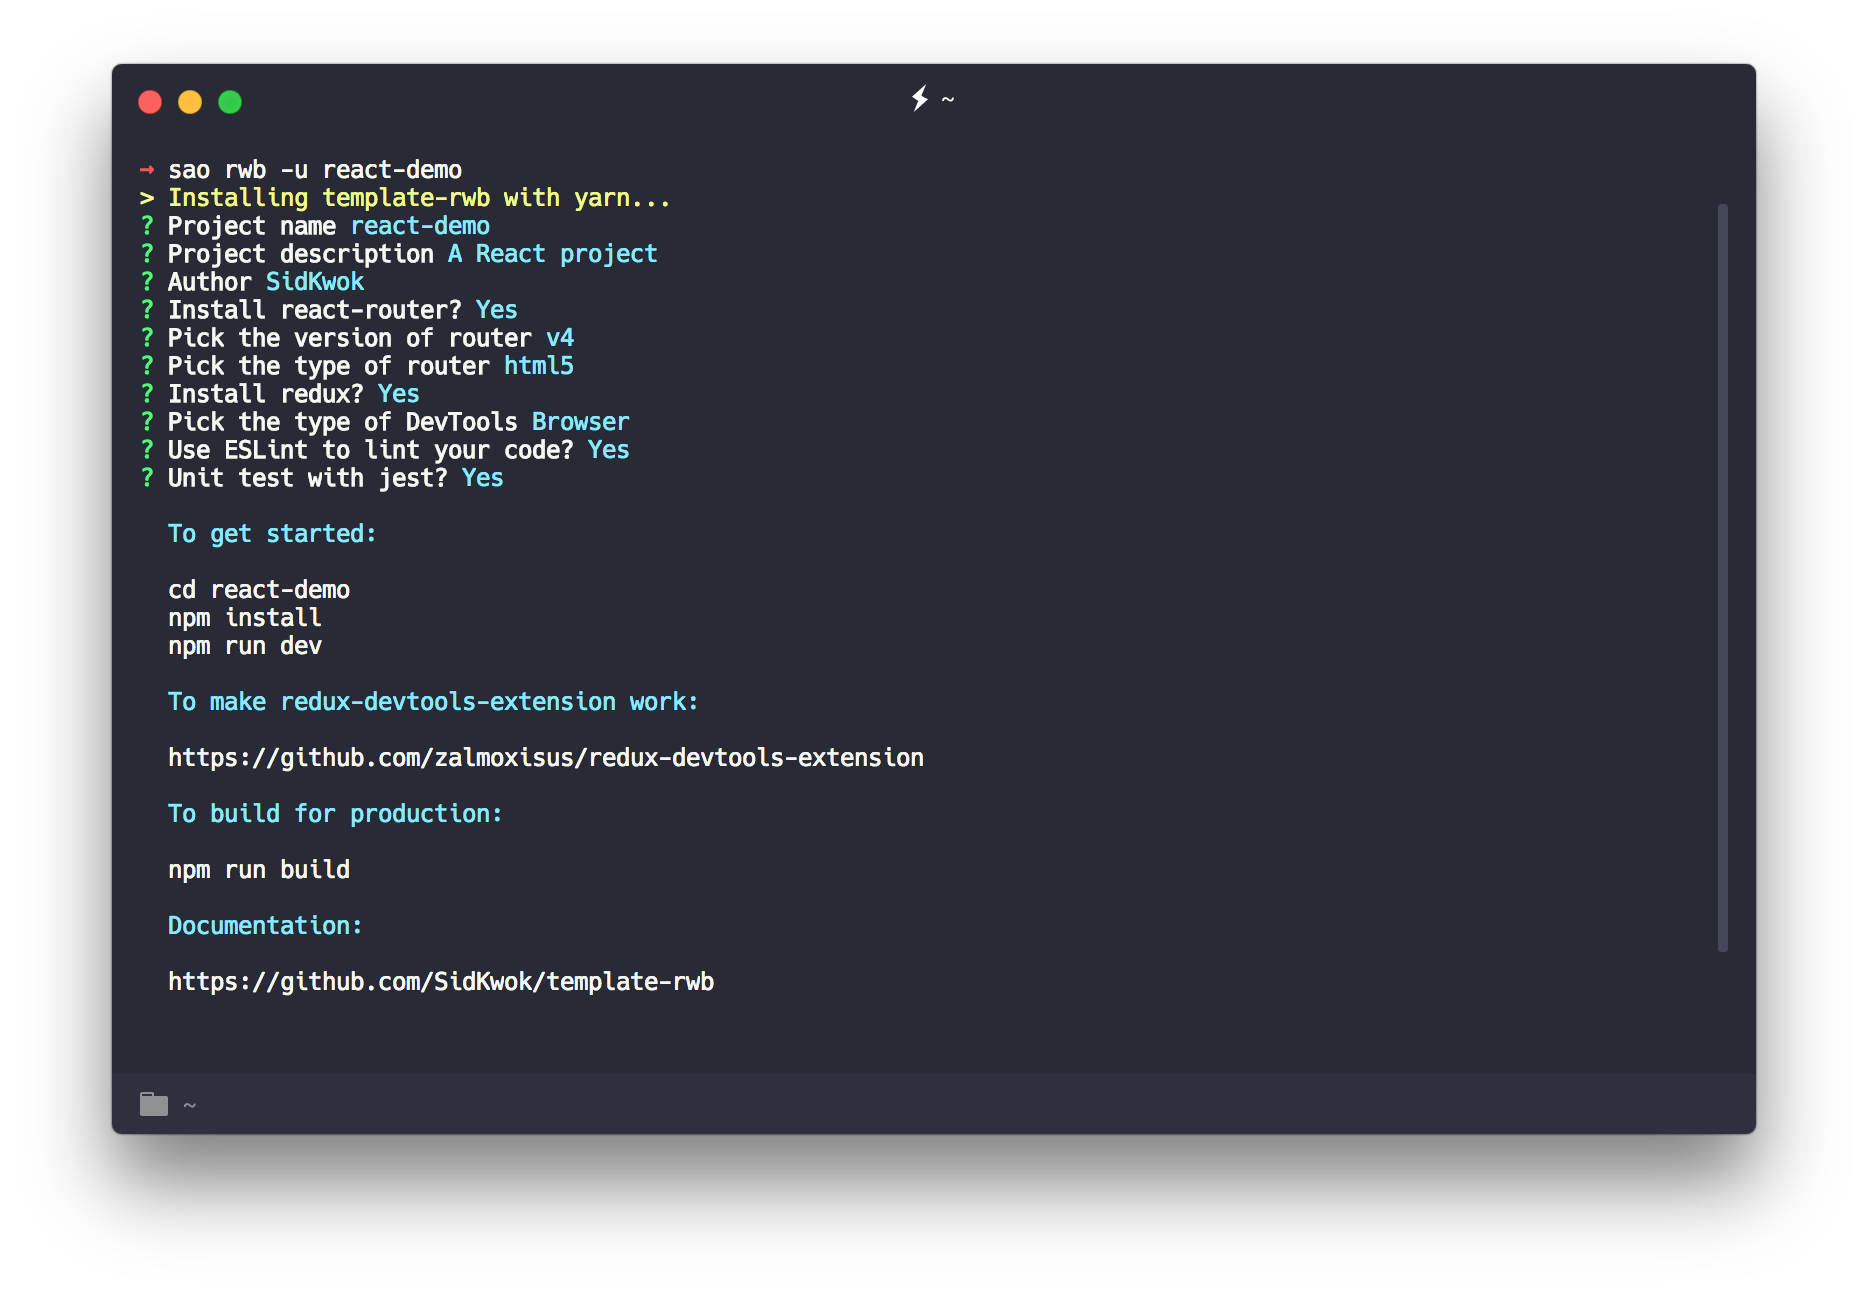 ~
→ sao rwb -u react-demo
> Installing template-rwb with yarn...
? Project name react-demo
? Project description A React project
? Author SidKwok
? Install react-router? Yes
? Pick the version of router v4
? Pick the type of router html5
? Install redux? Yes
? Pick the type of DevTools Browser
? Use ESLint to lint your code? Yes
? Unit test with jest? Yes
To get started:
cd react-demo
npm install
npm run dev
To make redux-devtools-extension work:
https://github.com/zalmoxisus/redux-devtools-extension
To build for production:
npm run build
Documentation:
https://github.com/SidKwok/template-rwb
~